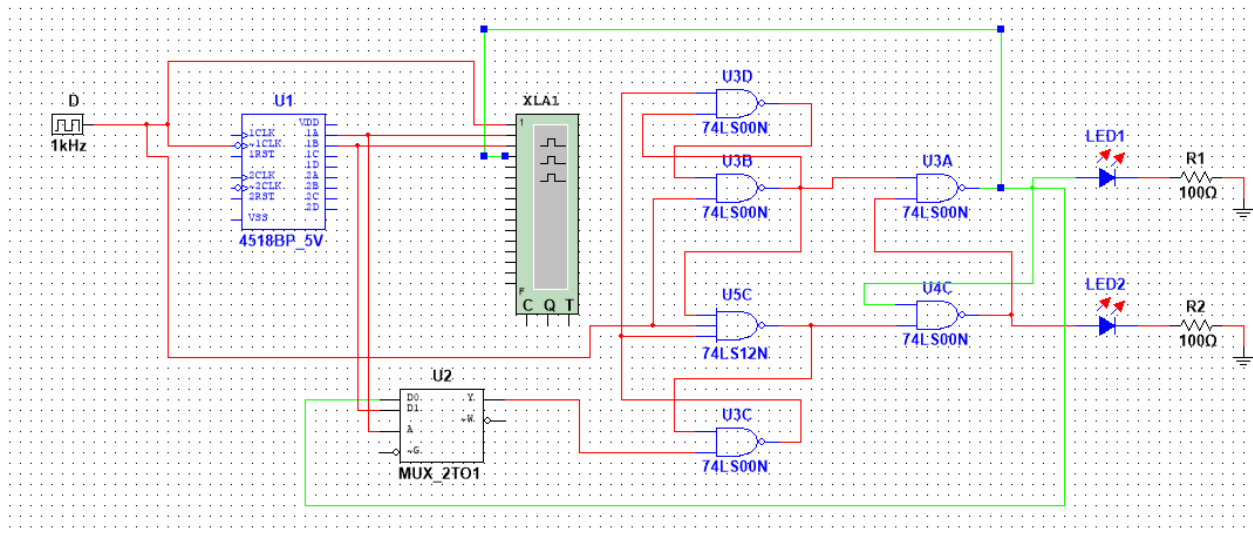 D
1kHz
U1
1CLK
~1CLK.
1RST
2CLK
~2CLK.
2RST
VSS
VDD
1A
1B
1C
1D
2A
2B
2C
2D
4518BP_5V
XLA1
1
F
C Q T
U2
D0.
D1.
A
~G
Y.
~W.
MUX_2TO1
U3D
74LS00N
U3B
74LS00N
U5C
74LS12N
U3C
74LS00N
U3A
74LS00N
U4C
74LS00N
LED1
R1
100Ω
LED2
R2
100Ω